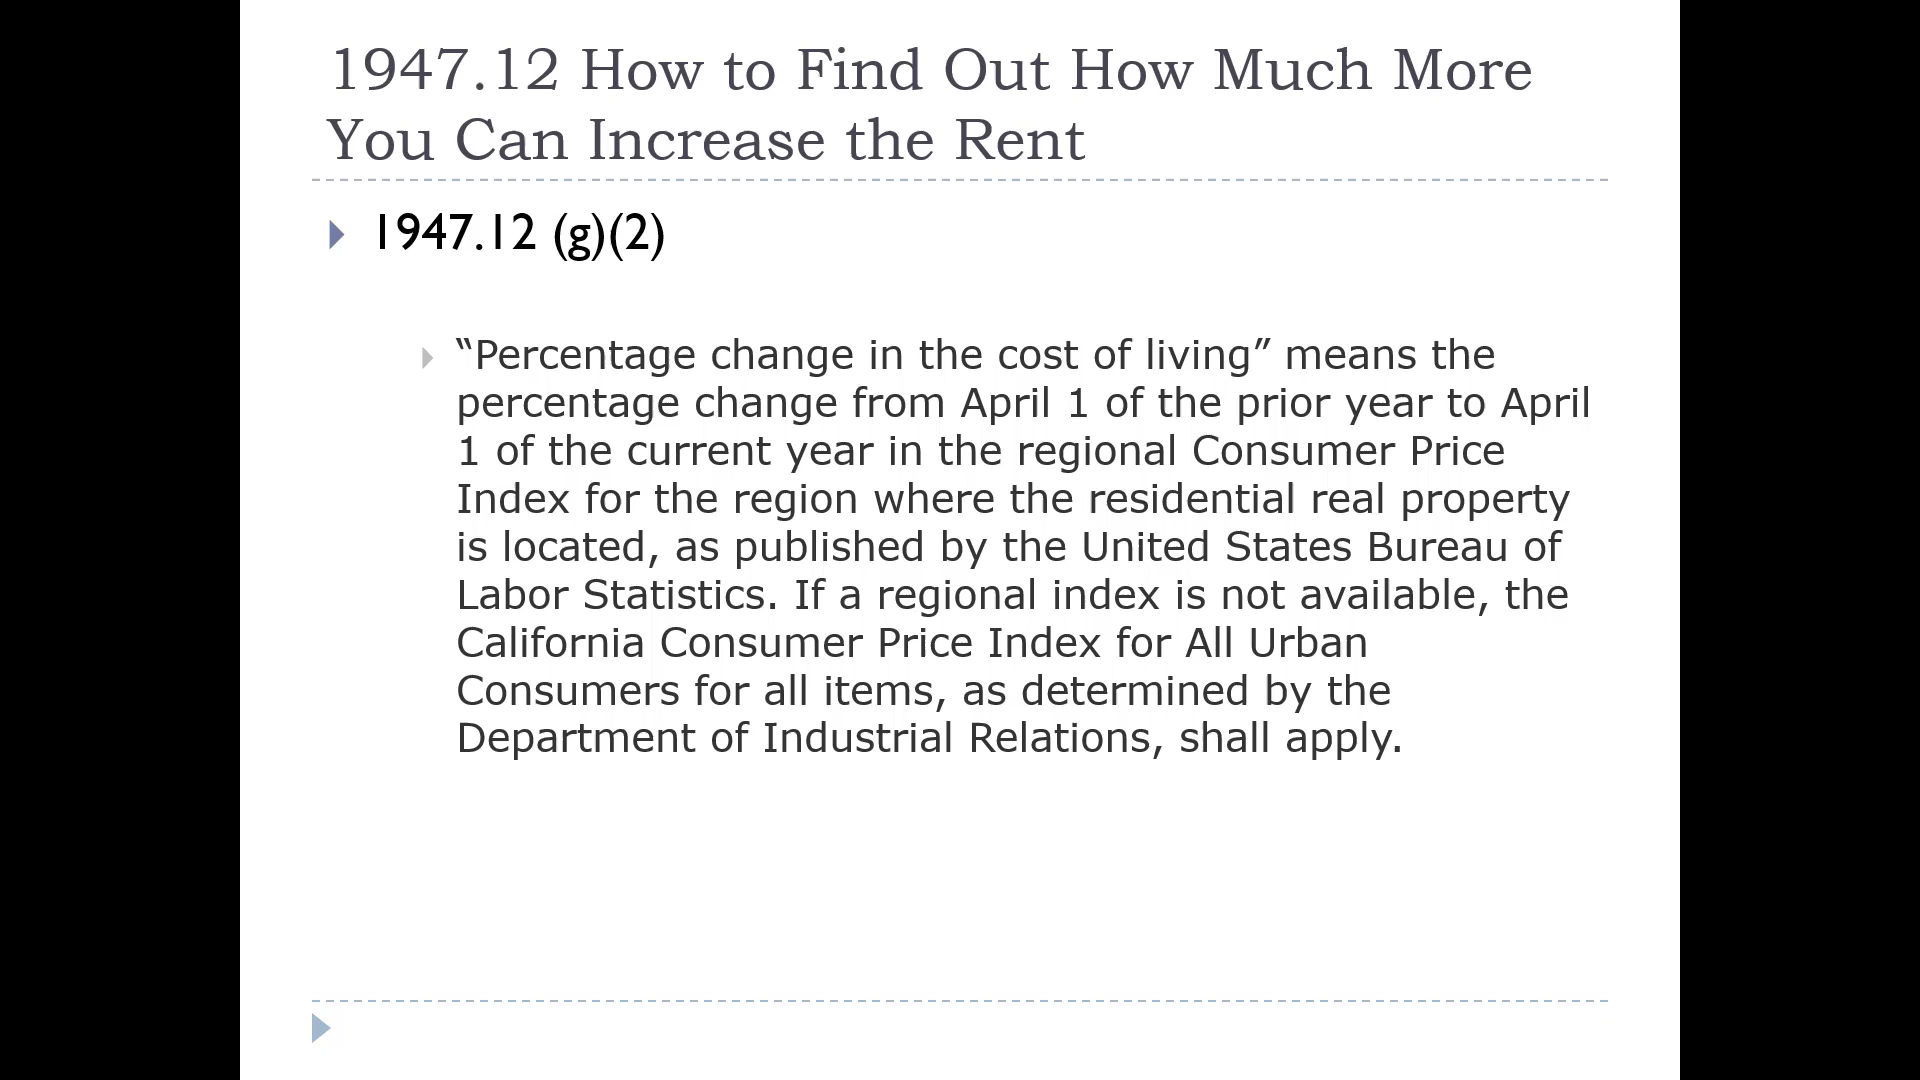 1947.12 How to Find Out How Much More
You Can Increase the Rent
1947.12 (g)(2)
“Percentage change in the cost of living” means the
percentage change from April 1 of the prior year to April
1 of the current year in the regional Consumer Price
Index for the region where the residential real property
is located, as published by the United States Bureau of
Labor Statistics. If a regional index is not available, the
California Consumer Price Index for All Urban
Consumers for all items, as determined by the
Department of Industrial Relations, shall apply.